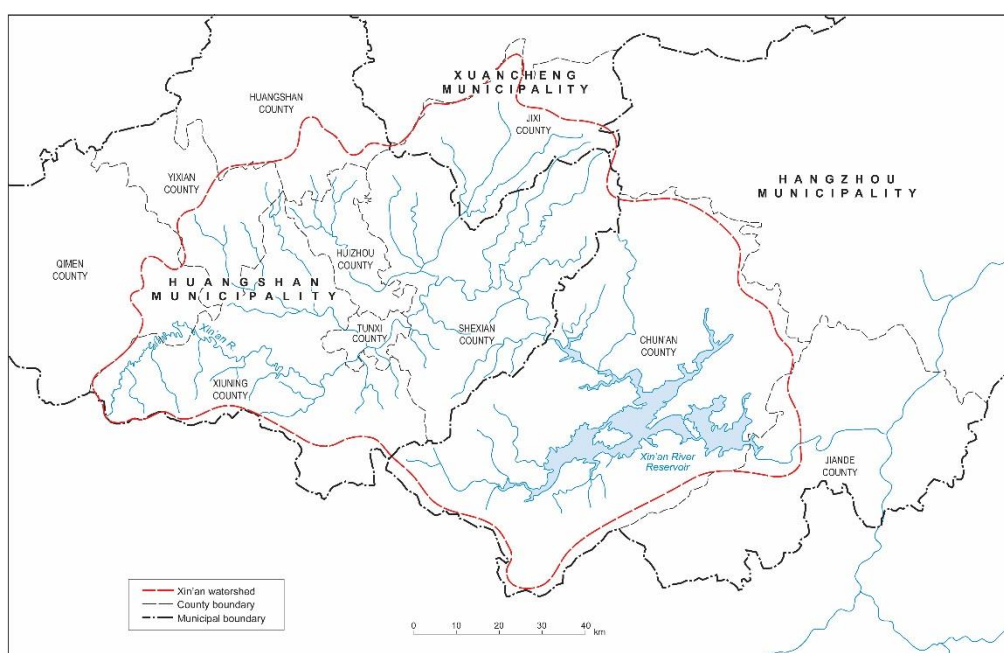 XUANCHENG
MUNICIPALITY
HUANGSHAN
COUNTY
JIXI
COUNTY
YIXIAN
COUNTY
HANGZHOU
MUNICIPALITY
HUIZHOU
COUNTY
QIMEN
COUNTY
HUANGSHAN
MUNICIPALITY
Xin'an R.
TUNXI
COUNTY
SHEXIAN
COUNTY
CHUN'AN
COUNTY
XIUNING
COUNTY
Xin'an River
Reservoir
JIANDE
COUNTY
Xin'an watershed
County boundary
Municipal boundary
0 10 20 30 40
km